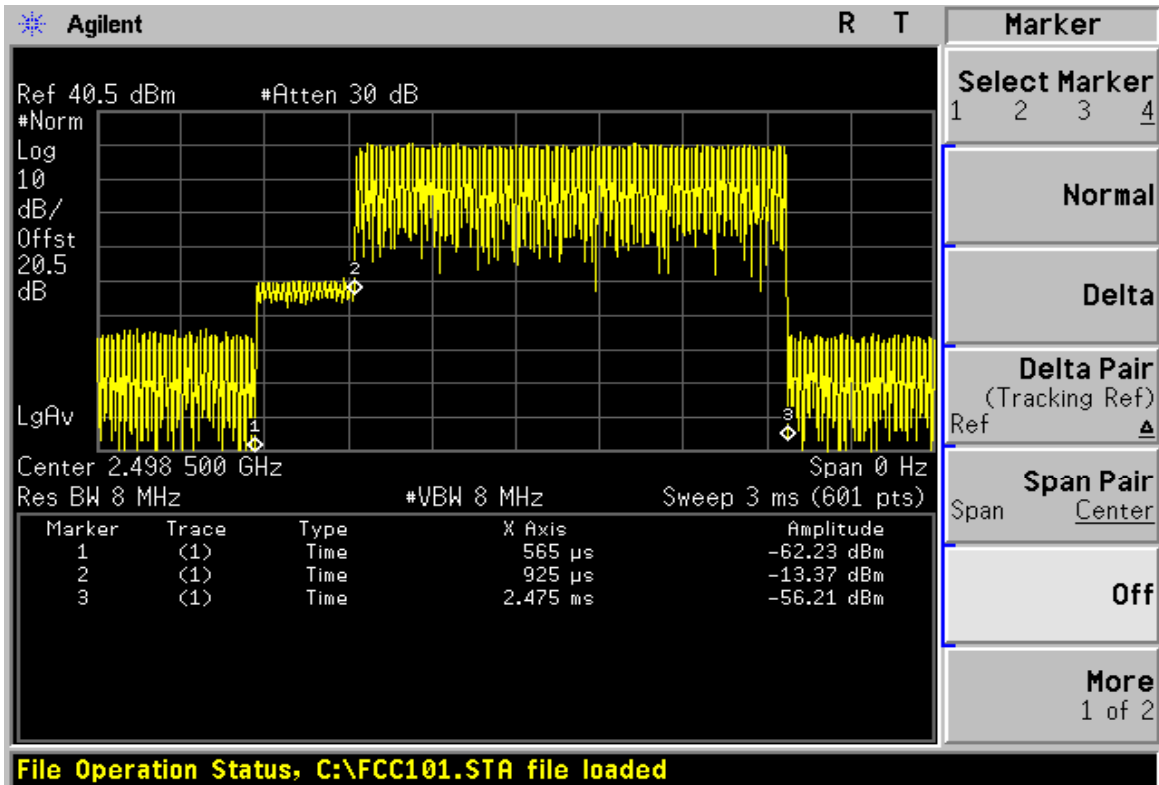 Agilent R T Marker
Ref 40.5 dBm #Atten 30 dB
#Norm
Log
10
dB/
Offst
20.5
dB
LgAv
1
2
3
Center 2.498 500 GHz Span 0 Hz
Res BW 8 MHz #VBW 8 MHz Sweep 3 ms (601 pts)
Marker Trace Type X Axis Amplitude
1 (1) Time 565 µs -62.23 dBm
2 (1) Time 925 µs -13.37 dBm
3 (1) Time 2.475 ms -56.21 dBm
Select Marker
1 2 3 4
Normal
Delta
Delta Pair
(Tracking Ref)
Ref Δ
Span Pair
Span Center
Off
More
1 of 2
File Operation Status, C:\FCC101.STA file loaded